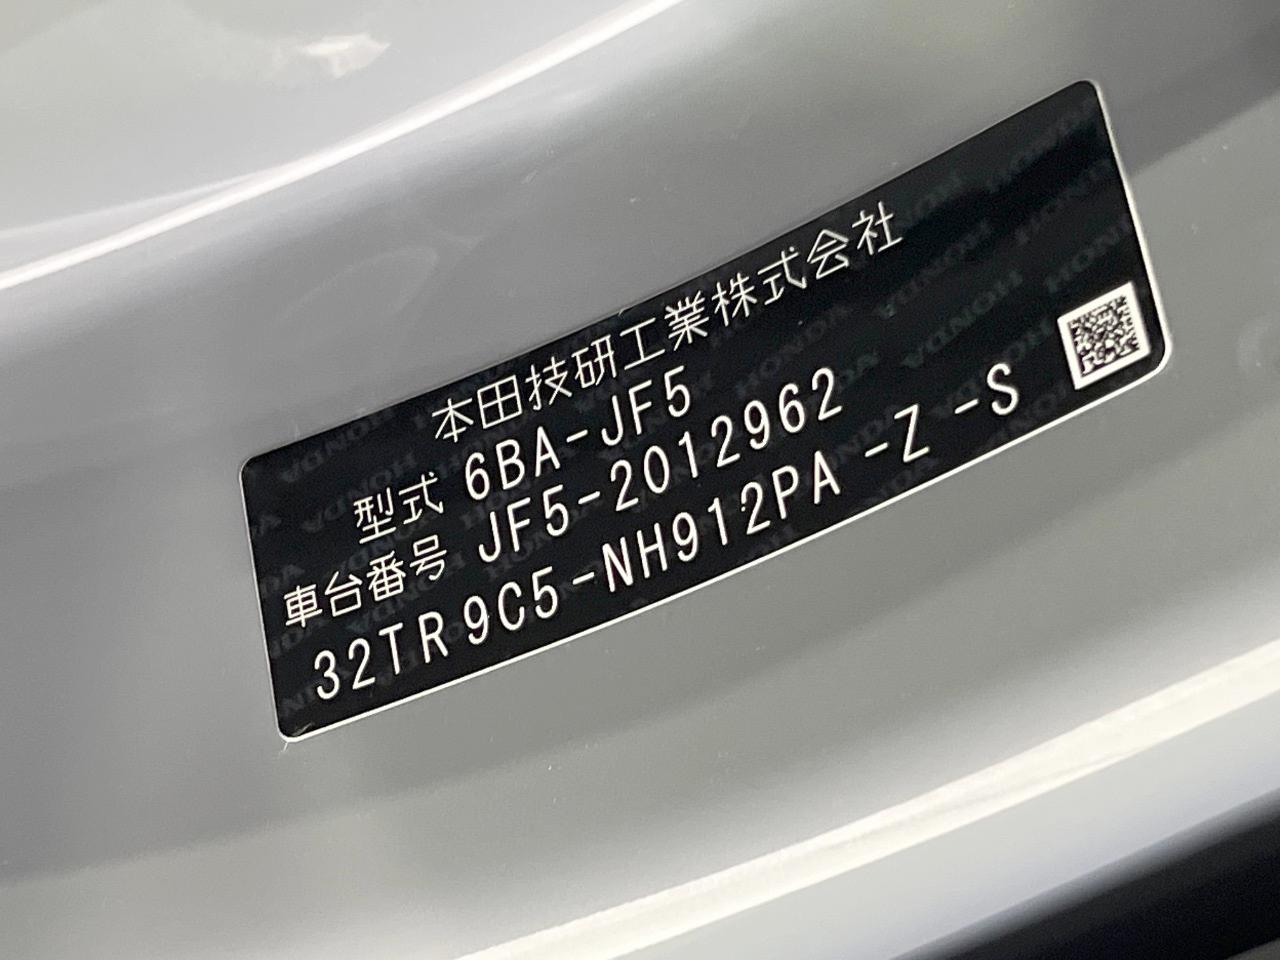 本田技研工業株式会社
型式 6BA-JF5
車台番号 JF5-2012962
32TR9C5-NH912PA-Z-S